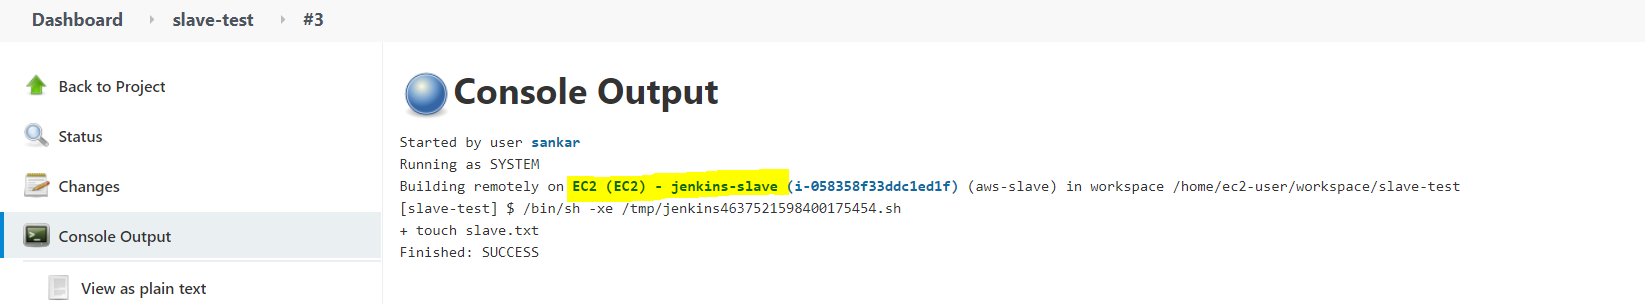 Dashboard slave-test #3
Back to Project
Status
Changes
Console Output
View as plain text
Console Output
Started by user sankar
Running as SYSTEM
Building remotely on EC2 (EC2) - jenkins-slave (i-058358f33ddc1ed1f) (aws-slave) in workspace /home/ec2-user/workspace/slave-test
[slave-test] $ /bin/sh -xe /tmp/jenkins4637521598400175454.sh
+ touch slave.txt
Finished: SUCCESS